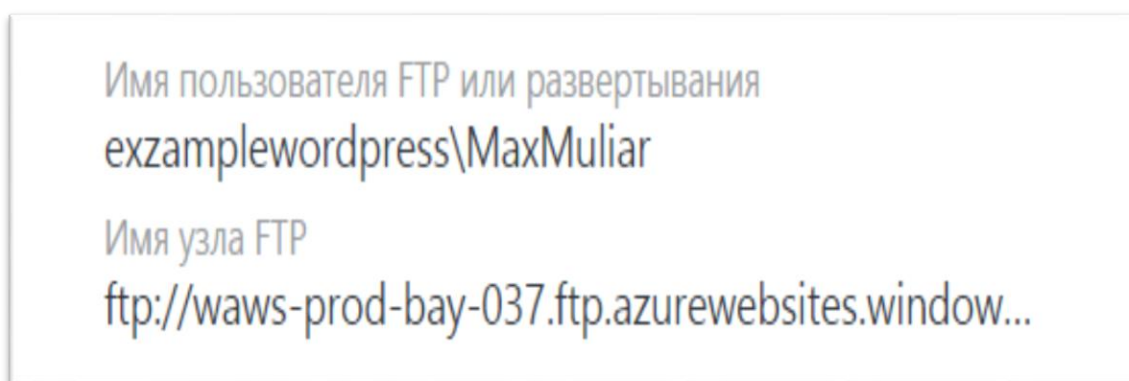 Имя пользователя FTP или развертывания
exzamplewordpress\MaxMuliar
Имя узла FTP
ftp://waws-prod-bay-037.ftp.azurewebsites.window...